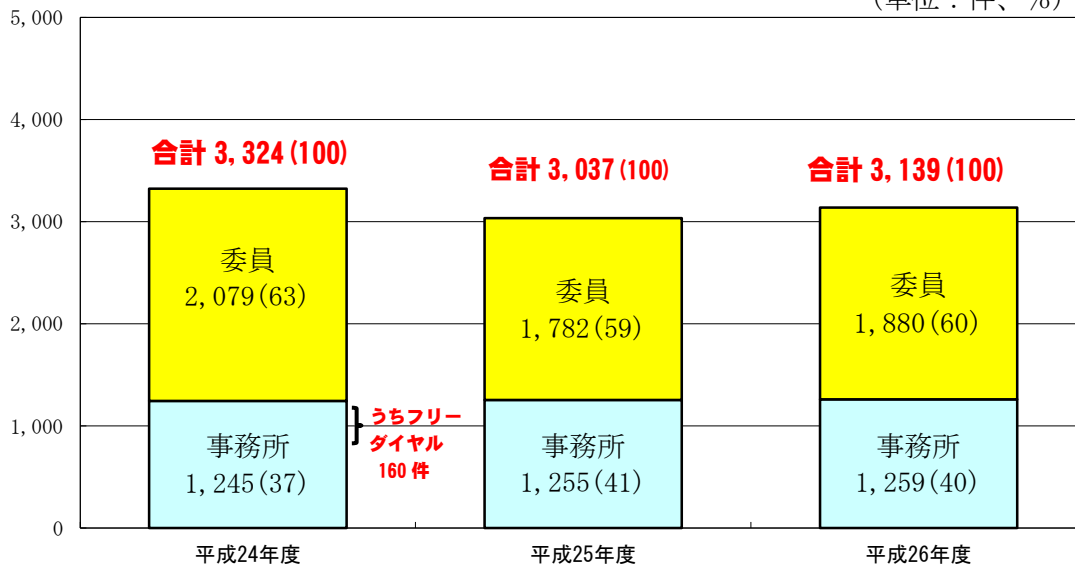 (単位:件、%)
5,000
4,000
3,000
2,000
1,000
0
合計 3,324(100)
合計 3,037(100)
合計 3,139(100)
委員
2,079(63)
委員
1,782(59)
委員
1,880(60)
事務所
1,245(37)
うちフリー
ダイヤル
160 件
事務所
1,255(41)
事務所
1,259(40)
平成24年度
平成25年度
平成26年度